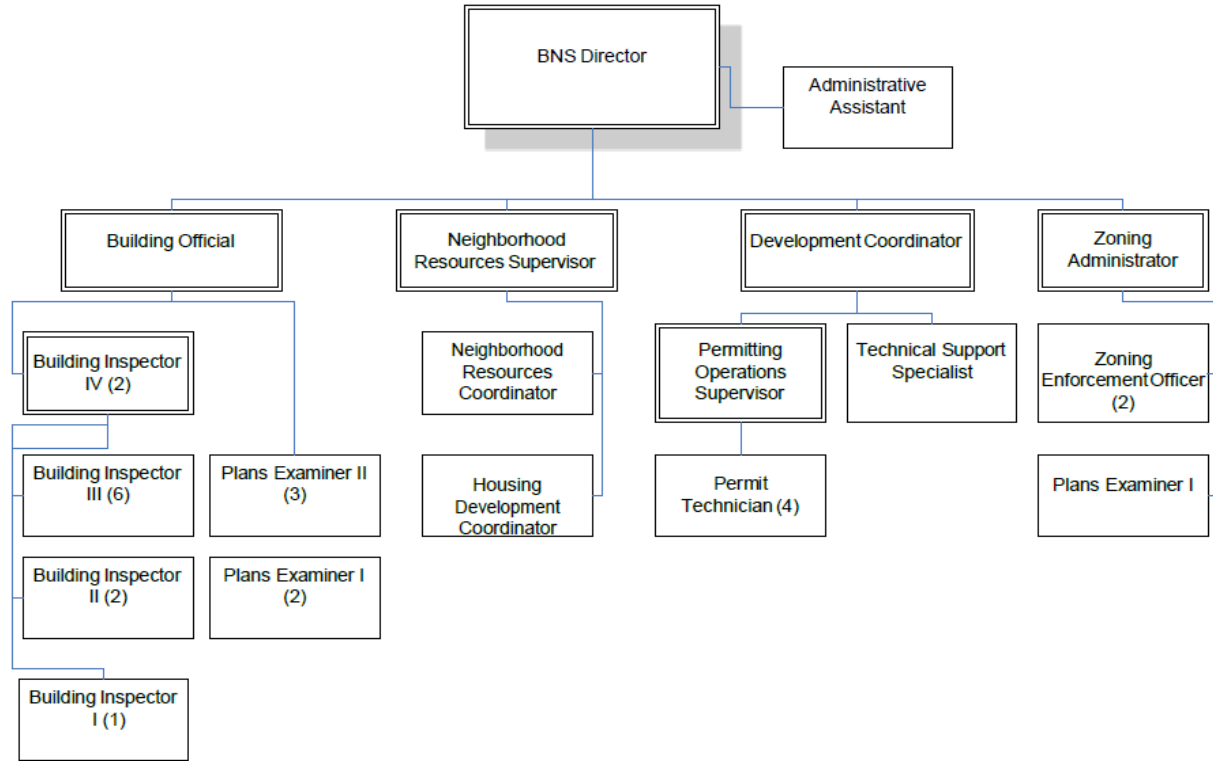 BNS Director
Administrative
Assistant
Building Official
Neighborhood
Resources Supervisor
Development Coordinator
Zoning
Administrator
Building Inspector
IV (2)
Neighborhood
Resources
Coordinator
Permitting
Operations
Supervisor
Technical Support
Specialist
Zoning
Enforcement Officer
(2)
Building Inspector
III (6)
Plans Examiner II
(3)
Housing
Development
Coordinator
Permit
Technician (4)
Plans Examiner I
Building Inspector
II (2)
Plans Examiner I
(2)
Building Inspector
I (1)